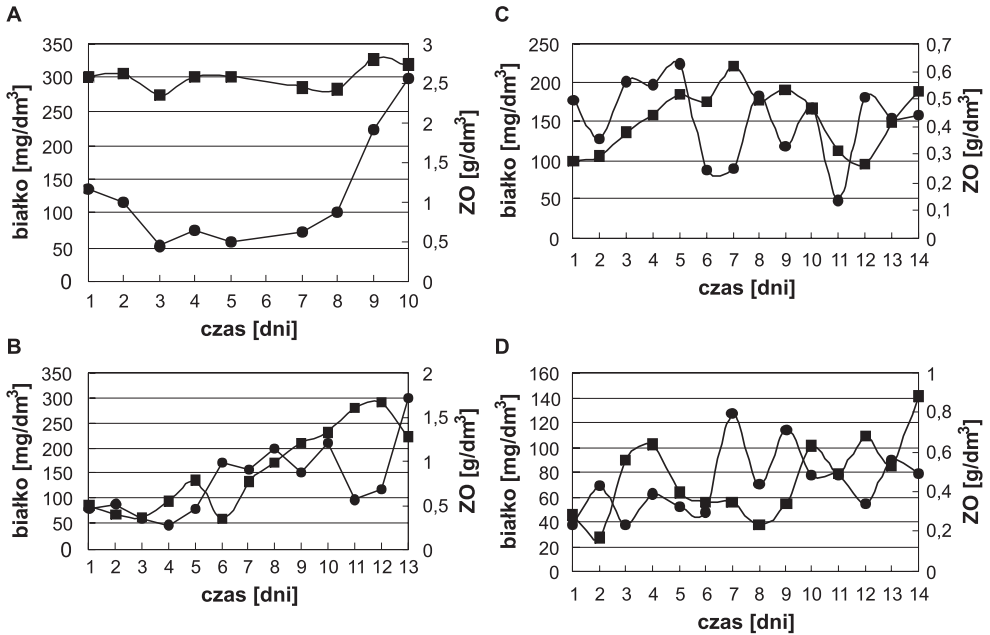 A
350
300
250
300
150
100
50
0
białko [mg/dm3]
3
2,5
2
1,5
1
0,5
0
ZO [g/dm3]
1 2 3 4 5 6 7 8 9 10
czas [dni]
B
350
300
250
200
150
100
50
0
białko [mg/dm3]
2
1,5
1
0,5
0
ZO [g/dm3]
1 2 3 4 5 6 7 8 9 10 11 12 13
czas [dni]
C
250
200
150
100
50
0
białko [mg/dm3]
0,7
0,6
0,5
0,4
0,3
0,2
0,1
0
ZO [g/dm3]
1 2 3 4 5 6 7 8 9 10 11 12 13 14
czas [dni]
D
160
140
120
100
80
60
40
20
0
białko [mg/dm3]
1
0,8
0,6
0,4
0,2
0
ZO [g/dm3]
1 2 3 4 5 6 7 8 9 10 11 12 13 14
czas [dni]